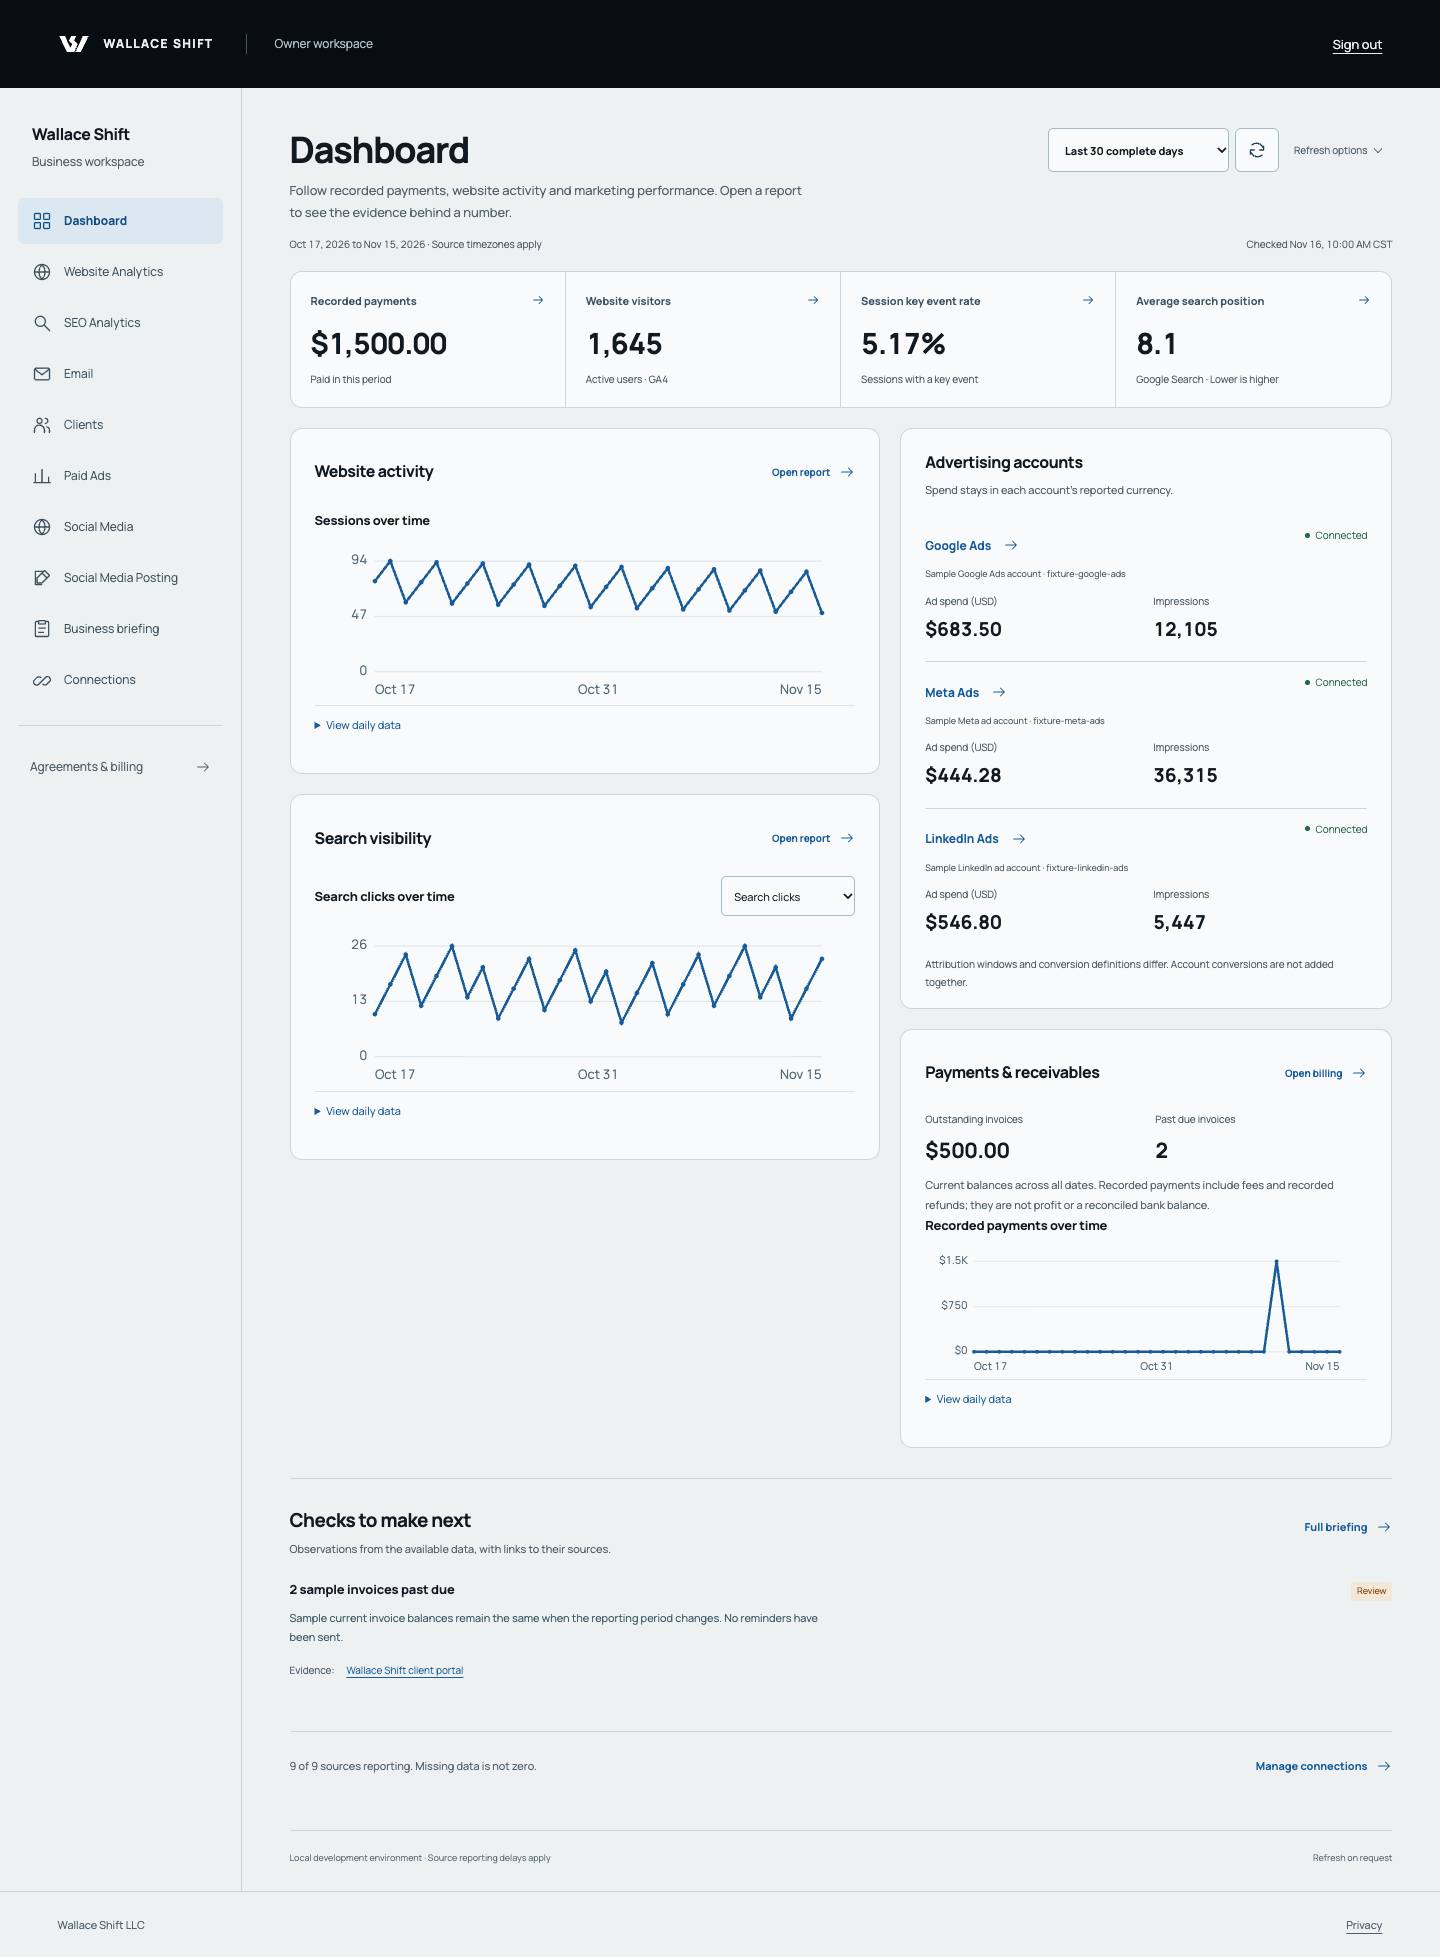 WALLACE SHIFT
Owner workspace
Sign out
Wallace Shift
Business workspace
Dashboard
Website Analytics
SEO Analytics
Email
Clients
Paid Ads
Social Media
Social Media Posting
Business briefing
Connections
Agreements & billing
Dashboard
Last 30 complete days
Refresh options
Follow recorded payments, website activity and marketing performance. Open a report
to see the evidence behind a number.
Oct 17, 2026 to Nov 15, 2026 · Source timezones apply
Checked Nov 16, 10:00 AM CST
Recorded payments
$1,500.00
Paid in this period
Website visitors
1,645
Active users · GA4
Session key event rate
5.17%
Sessions with a key event
Average search position
8.1
Google Search · Lower is higher
Website activity
Open report
Sessions over time
94
47
0
Oct 17
Oct 31
Nov 15
View daily data
Search visibility
Open report
Search clicks over time
Search clicks
26
13
0
Oct 17
Oct 31
Nov 15
View daily data
Advertising accounts
Spend stays in each account's reported currency.
Google Ads
Connected
Sample Google Ads account · fixture-google-ads
Ad spend (USD)
Impressions
$683.50
12,105
Meta Ads
Connected
Sample Meta ad account · fixture-meta-ads
Ad spend (USD)
Impressions
$444.28
36,315
LinkedIn Ads
Connected
Sample LinkedIn ad account · fixture-linkedin-ads
Ad spend (USD)
Impressions
$546.80
5,447
Attribution windows and conversion definitions differ. Account conversions are not added
together.
Payments & receivables
Open billing
Outstanding invoices
Past due invoices
$500.00
2
Current balances across all dates. Recorded payments include fees and recorded
refunds; they are not profit or a reconciled bank balance.
Recorded payments over time
$1.5K
$750
$0
Oct 17
Oct 31
Nov 15
View daily data
Checks to make next
Full briefing
Observations from the available data, with links to their sources.
2 sample invoices past due
Review
Sample current invoice balances remain the same when the reporting period changes. No reminders have
been sent.
Evidence:
Wallace Shift client portal
9 of 9 sources reporting. Missing data is not zero.
Manage connections
Local development environment · Source reporting delays apply
Refresh on request
Wallace Shift LLC
Privacy